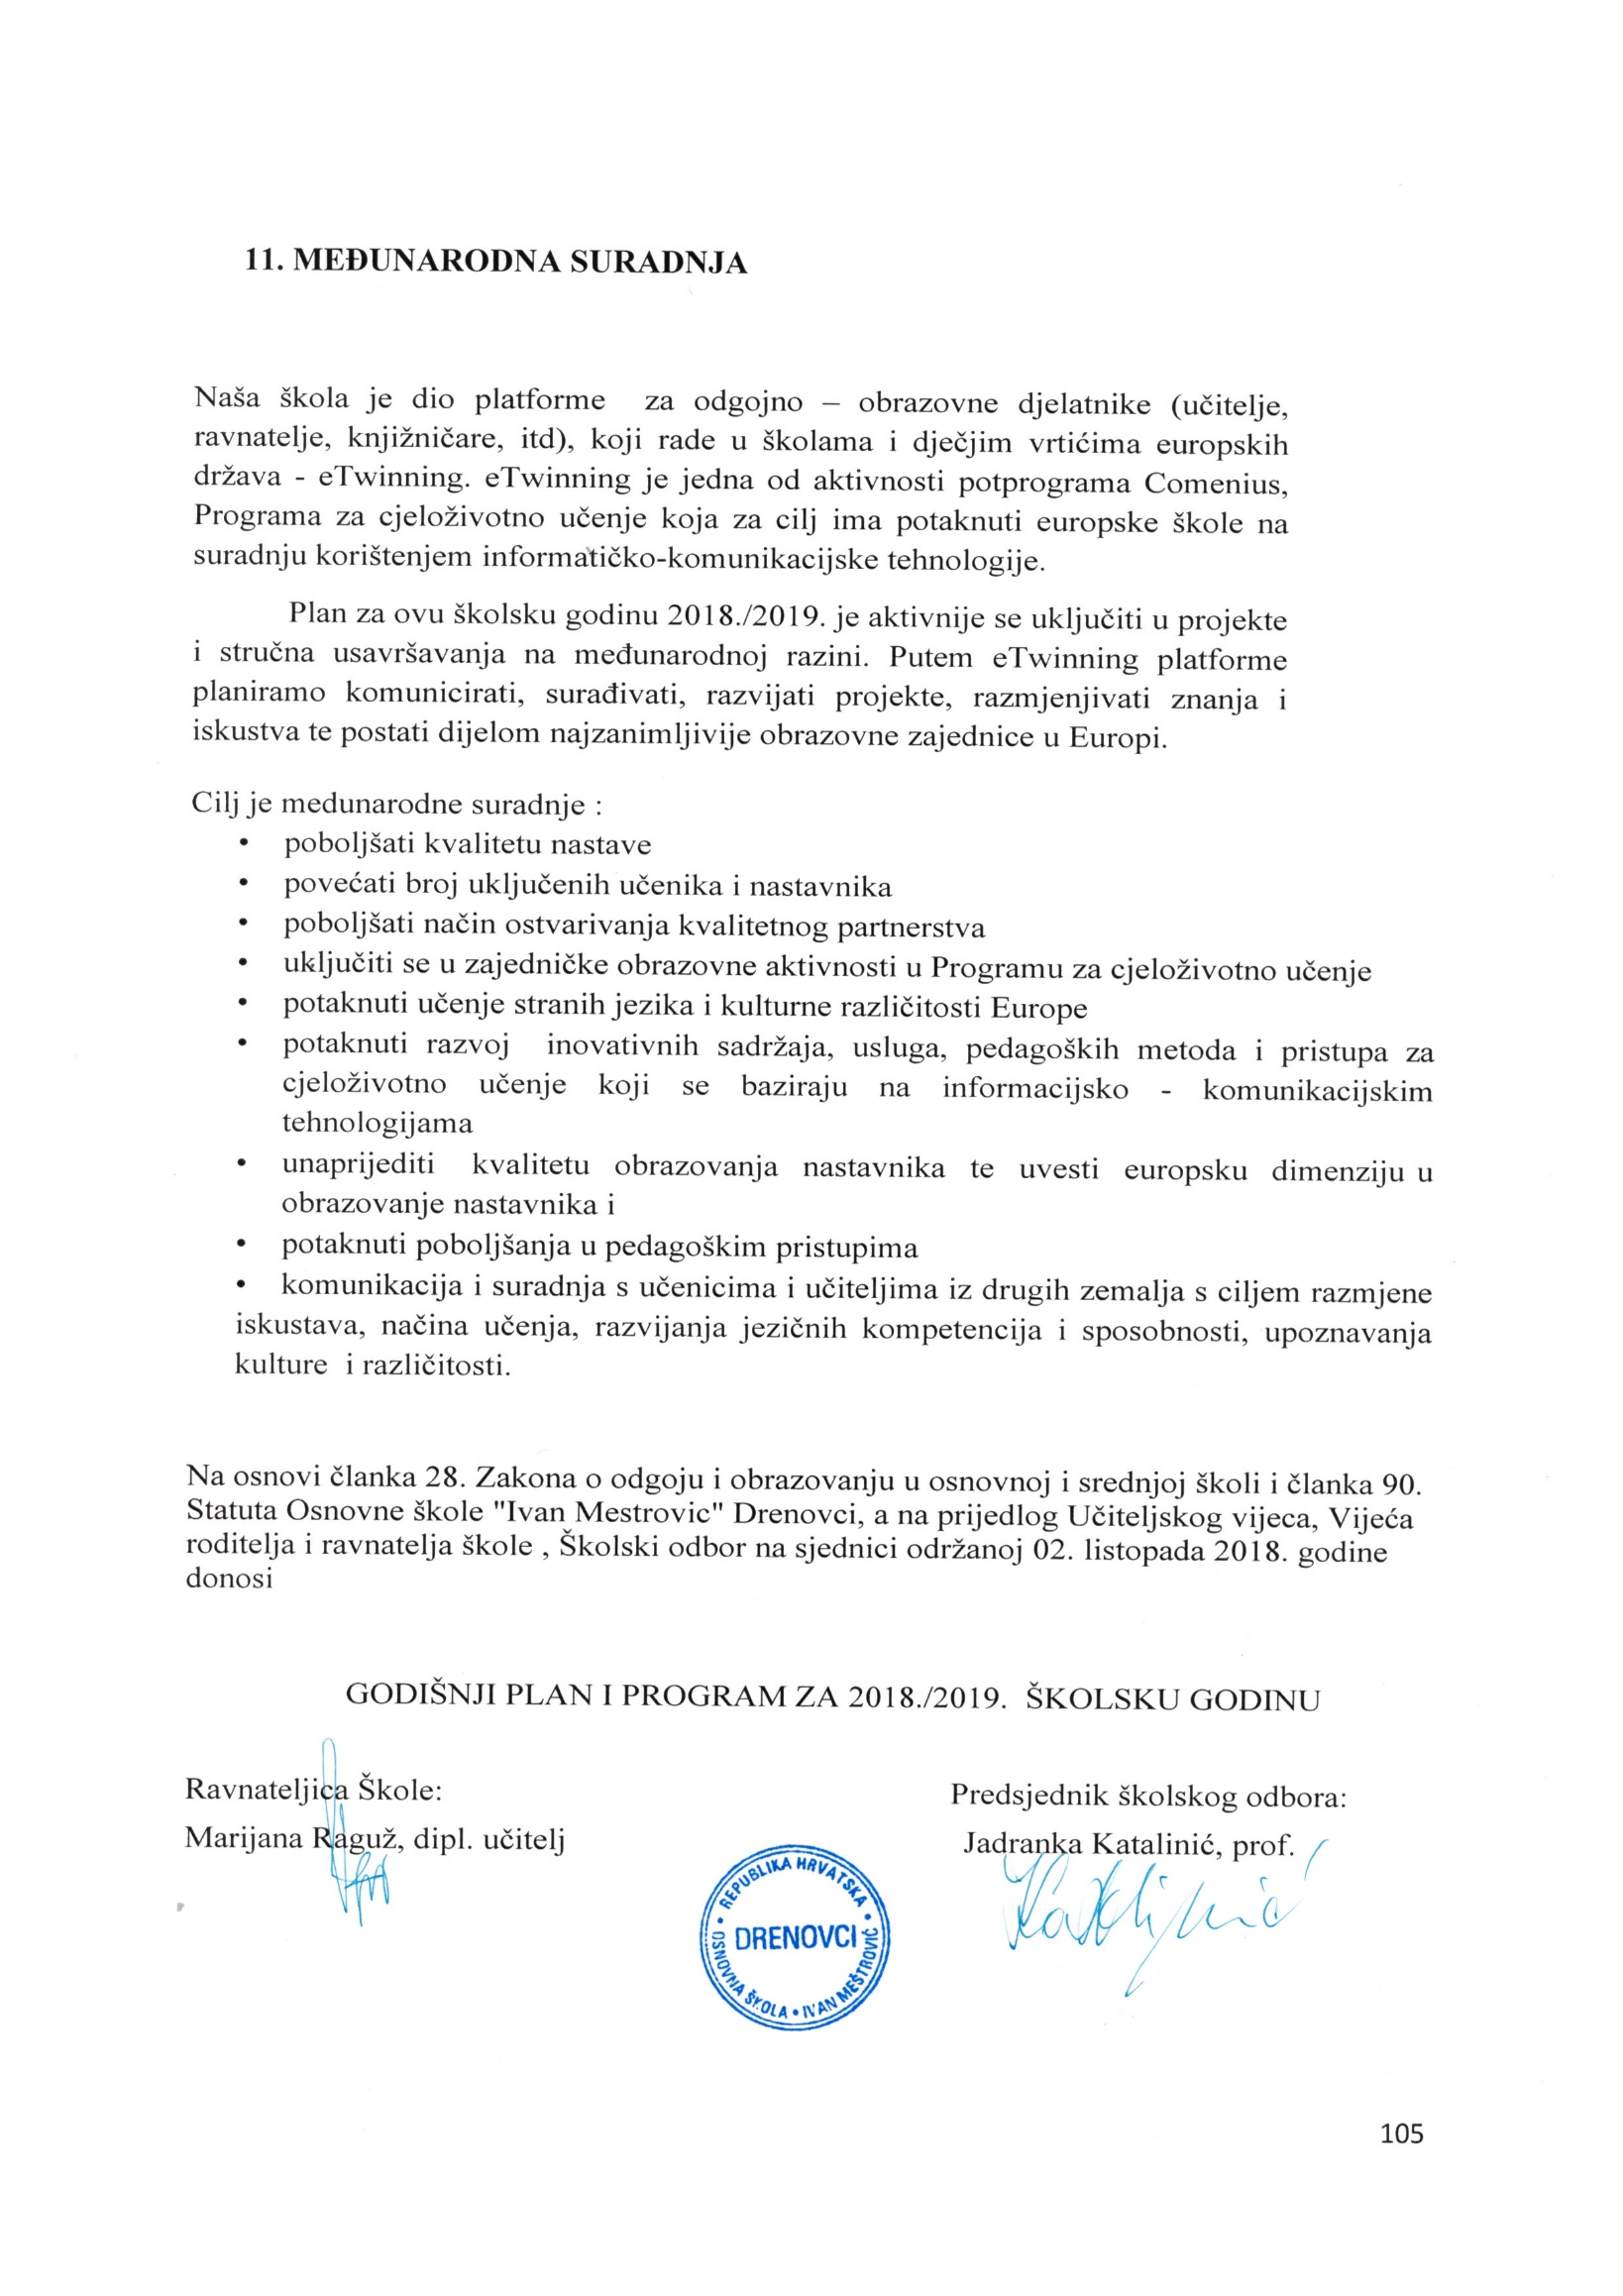 11. MEĐUNARODNA SURADNJA
Naša škola je dio platforme za odgojno – obrazovne djelatnike (učitelje,
ravnatelje, knjižničare, itd), koji rade u školama i dječjim vrtićima europskih
država - eTwinning. eTwinning je jedna od aktivnosti potprograma Comenius,
Programa za cjeloživotno učenje koja za cilj ima potaknuti europske škole na
suradnju korištenjem informatičko-komunikacijske tehnologije.
Plan za ovu školsku godinu 2018./2019. je aktivnije se uključiti u projekte
i stručna usavršavanja na međunarodnoj razini. Putem eTwinning platforme
planiramo komunicirati, surađivati, razvijati projekte, razmjenjivati znanja i
iskustva te postati dijelom najzanimljivije obrazovne zajednice u Europi.
Cilj je medunarodne suradnje :
• poboljšati kvalitetu nastave
• povećati broj uključenih učenika i nastavnika
• poboljšati način ostvarivanja kvalitetnog partnerstva
• uključiti se u zajedničke obrazovne aktivnosti u Programu za cjeloživotno učenje
• potaknuti učenje stranih jezika i kulturne različitosti Europe
• potaknuti razvoj inovativnih sadržaja, usluga, pedagoških metoda i pristupa za
cjeloživotno učenje koji se baziraju na informacijsko - komunikacijskim
tehnologijama
• unaprijediti kvalitetu obrazovanja nastavnika te uvesti europsku dimenziju u
obrazovanje nastavnika i
• potaknuti poboljšanja u pedagoškim pristupima
• komunikacija i suradnja s učenicima i učiteljima iz drugih zemalja s ciljem razmjene
iskustava, načina učenja, razvijanja jezičnih kompetencija i sposobnosti, upoznavanja
kulture i različitosti.
Na osnovi članka 28. Zakona o odgoju i obrazovanju u osnovnoj i srednjoj školi i članka 90.
Statuta Osnovne škole "Ivan Mestrovic" Drenovci, a na prijedlog Učiteljskog vijeca, Vijeća
roditelja i ravnatelja škole , Školski odbor na sjednici održanoj 02. listopada 2018. godine
donosi
GODIŠNJI PLAN I PROGRAM ZA 2018./2019. ŠKOLSKU GODINU
Ravnateljica Škole:
Marijana Raguž, dipl. učitelj
Predsjednik školskog odbora:
Jadranka Katalinić, prof.
Katalinić
• REPUBLIKA HRVATSKA •
DRENOVCI
OSNOVNA ŠKOLA • IVAN MEŠTROVIĆ
105